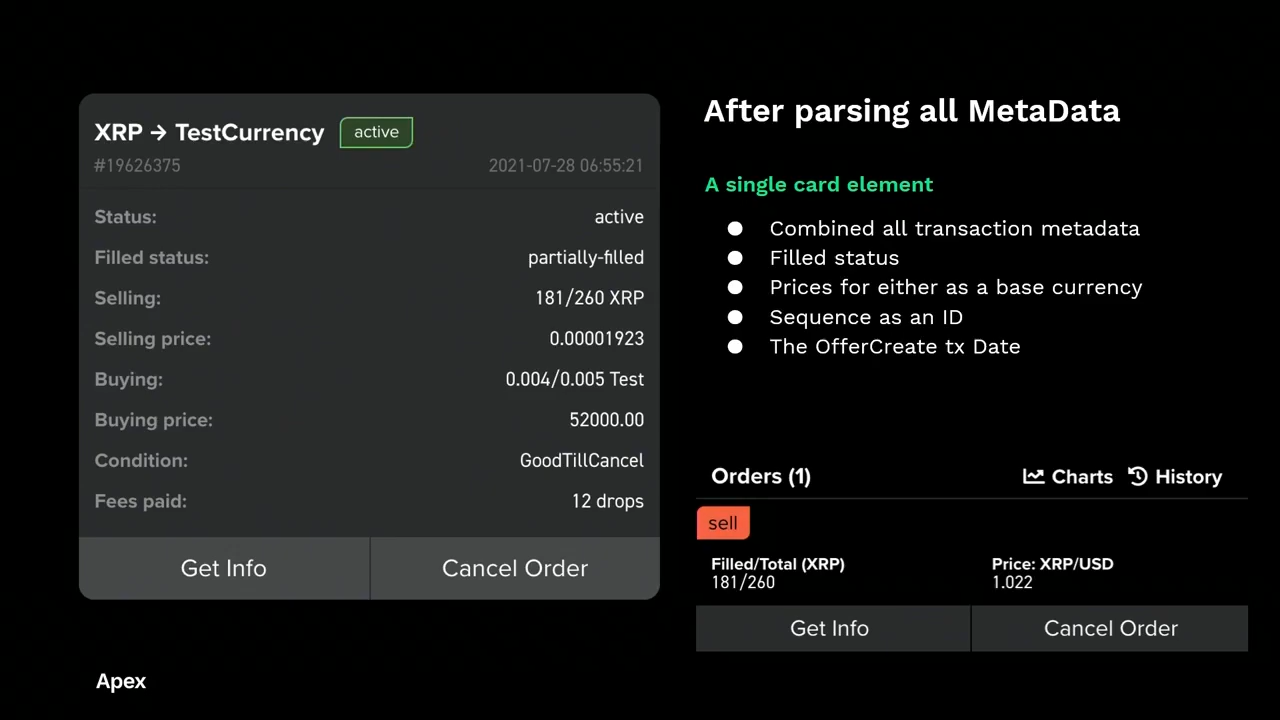 XRP → TestCurrency active
#19626375 2021-07-28 06:55:21
Status: active
Filled status: partially-filled
Selling: 181/260 XRP
Selling price: 0.00001923
Buying: 0.004/0.005 Test
Buying price: 52000.00
Condition: GoodTillCancel
Fees paid: 12 drops
Get Info Cancel Order
After parsing all MetaData
A single card element
● Combined all transaction metadata
● Filled status
● Prices for either as a base currency
● Sequence as an ID
● The OfferCreate tx Date
Orders (1) Charts History
sell
Filled/Total (XRP) Price: XRP/USD
181/260 1.022
Get Info Cancel Order
Apex